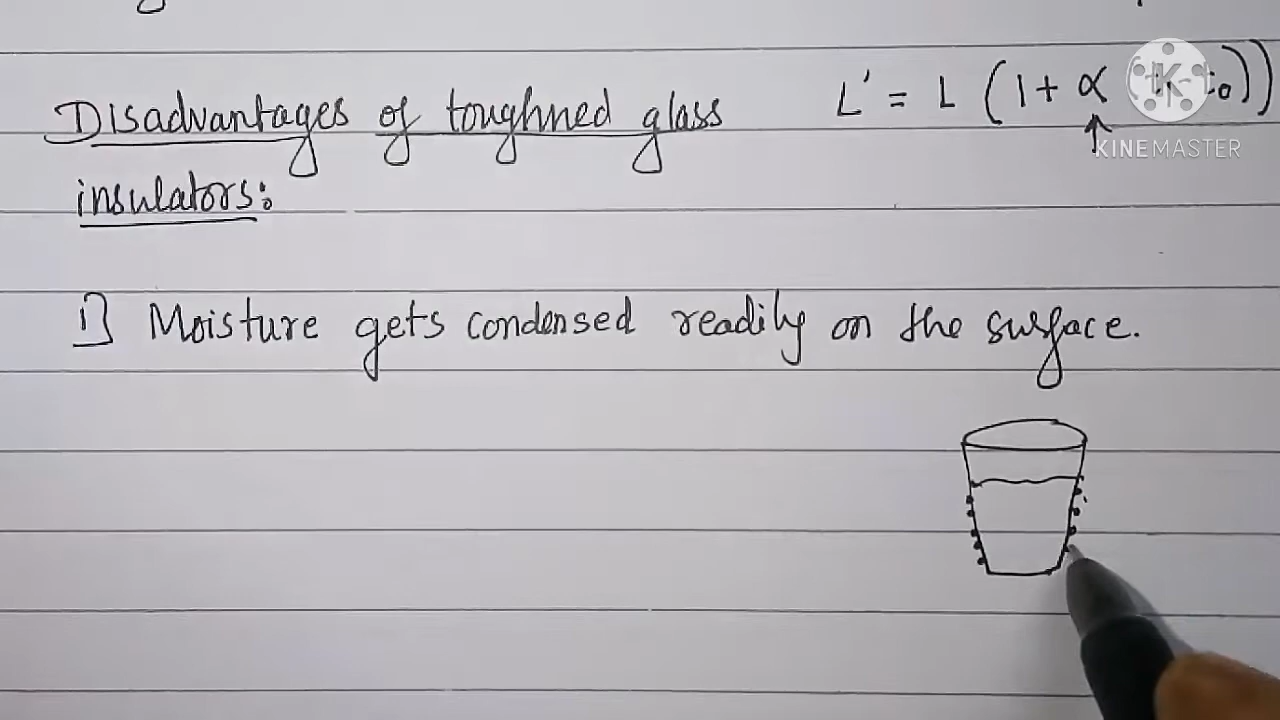 Disadvantages of toughned glass
insulators:
L' = L (1 + α
KINEMASTER
1] Moisture gets condensed readily on the surface.